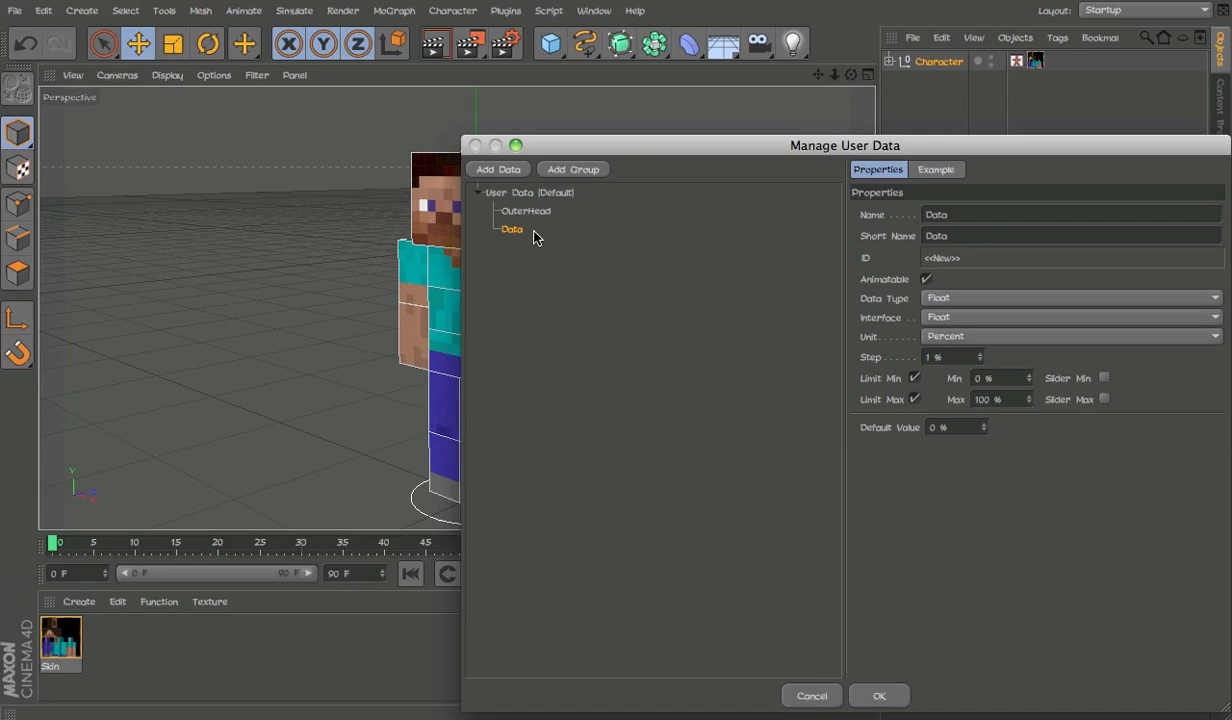 File Edit Create Select Tools Mesh Animate Simulate Render MoGraph Character Plugins Script Window Help
Layout: Startup
File Edit View Objects Tags Bookmar
Character
Objects
Content Br
View Cameras Display Options Filter Panel
Perspective
Manage User Data
Add Data Add Group
User Data (Default)
OuterHead
Data
Properties Example
Properties
Name ..... Data
Short Name Data
ID <<New>>
Animatable
Data Type Float
Interface .. Float
Unit....... Percent
Step ...... 1 %
Limit Min Min 0 % Slider Min
Limit Max Max 100 % Slider Max
Default Value 0 %
Cancel OK
Y
Z
X
0 5 10 15 20 25 30 35 40 45
0 F 0 F 90 F 90 F
Create Edit Function Texture
Skin
MAXON
CINEMA 4D